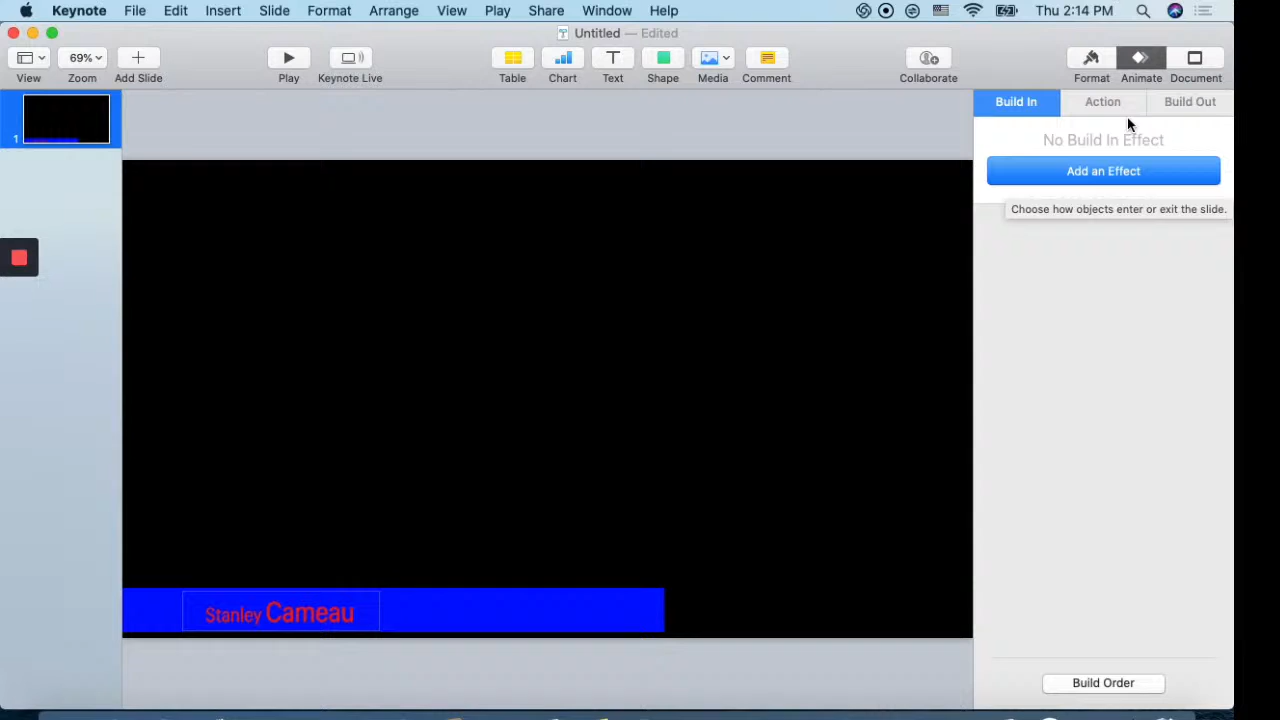 Keynote File Edit Insert Slide Format Arrange View Play Share Window Help Thu 2:14 PM
Untitled — Edited
69%
View Zoom Add Slide Play Keynote Live Table Chart Text Shape Media Comment Collaborate Format Animate Document
Build In Action Build Out
1
No Build In Effect
Add an Effect
Choose how objects enter or exit the slide.
Stanley Cameau
Build Order